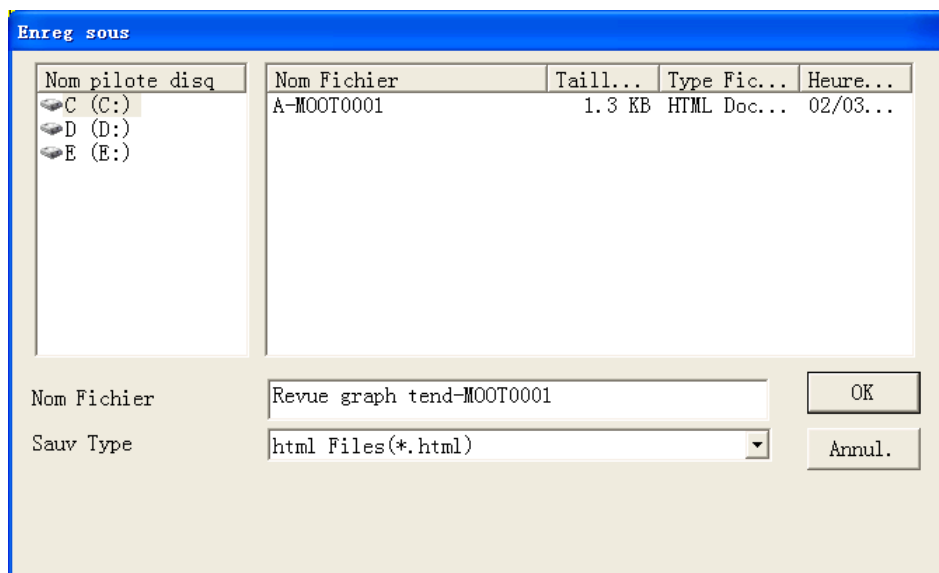 Enreg sous
Nom pilote disq
C (C:)
D (D:)
E (E:)
Nom Fichier Taill... Type Fic... Heure...
A-MOOT0001 1.3 KB HTML Doc... 02/03...
Nom Fichier Revue graph tend-MOOT0001 OK
Sauv Type html Files(*.html) Annul.